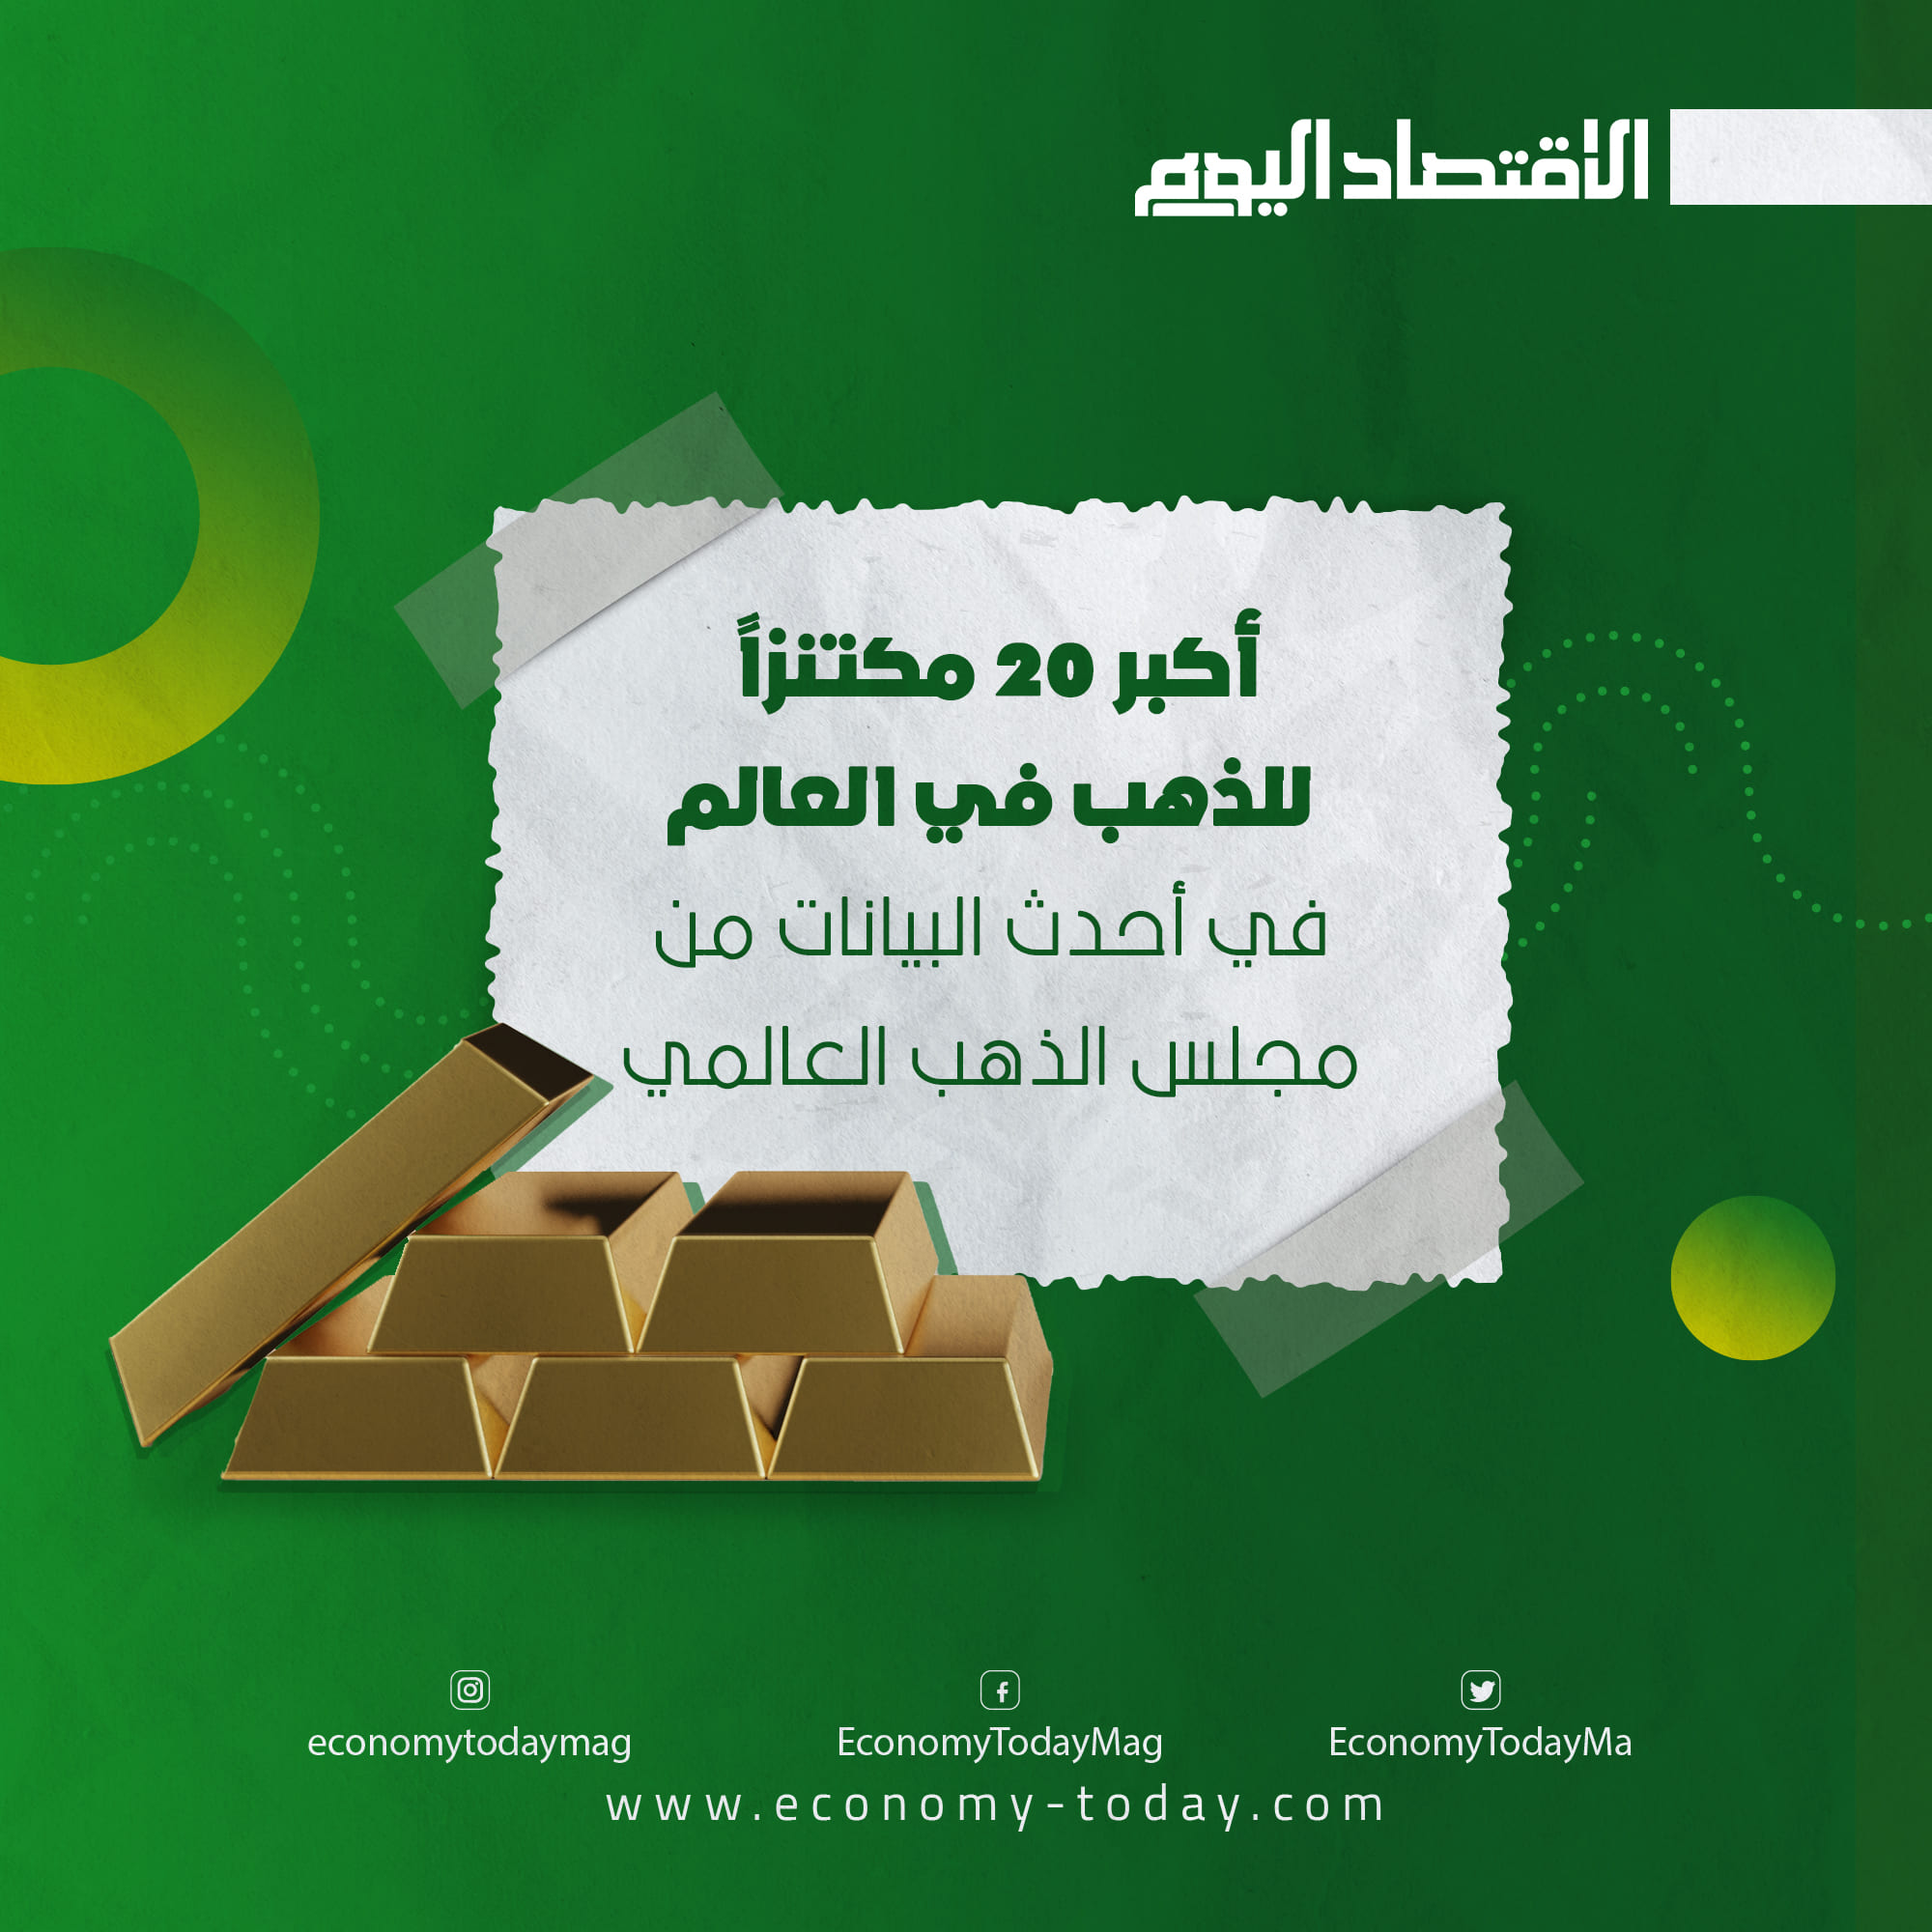 الاقتصاد اليوم
أكبر 20 مكتنزاً
للذهب في العالم
في أحدث البيانات من
مجلس الذهب العالمي
economytodaymag
EconomyTodayMag
EconomyTodayMa
www.economy-today.com